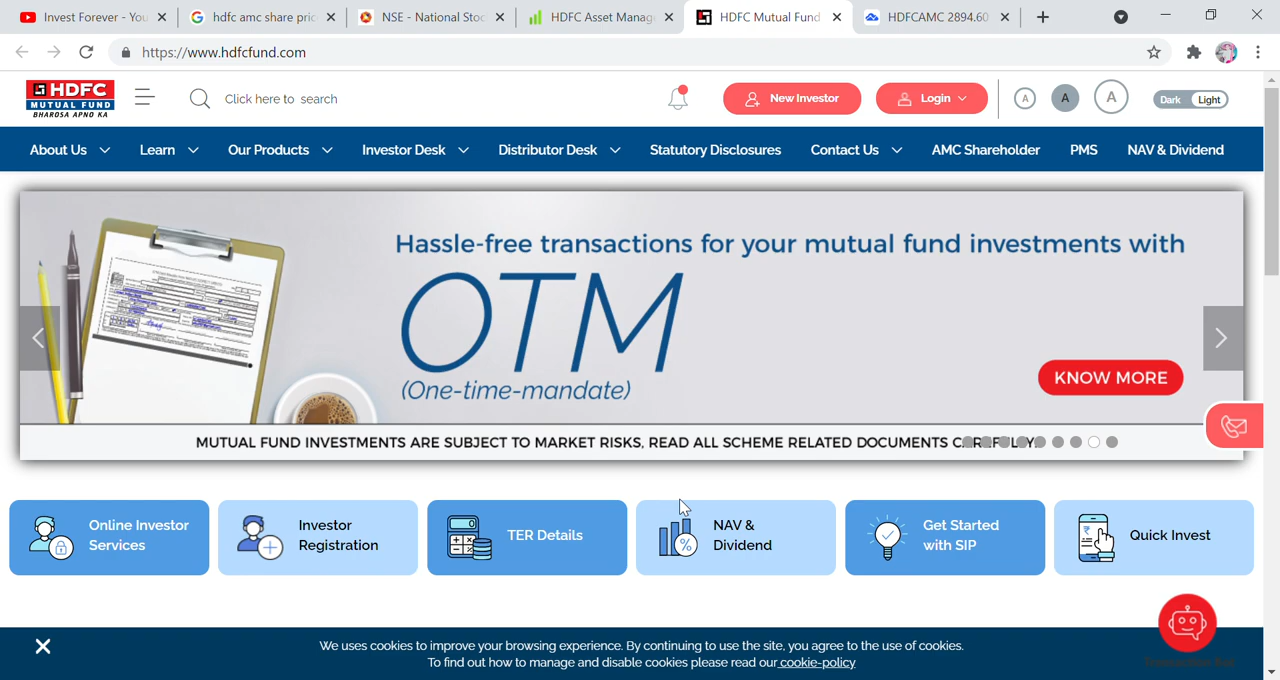 Invest Forever - You
hdfc amc share pric
NSE - National Stoc
HDFC Asset Manag
HDFC Mutual Fund
HDFCAMC 2894.60
https://www.hdfcfund.com
HDFC
MUTUAL FUND
BHAROSA APNO KA
Click here to search
New Investor
Login
A
A
A
Dark
Light
About Us
Learn
Our Products
Investor Desk
Distributor Desk
Statutory Disclosures
Contact Us
AMC Shareholder
PMS
NAV & Dividend
Hassle-free transactions for your mutual fund investments with
OTM
(One-time-mandate)
KNOW MORE
MUTUAL FUND INVESTMENTS ARE SUBJECT TO MARKET RISKS, READ ALL SCHEME RELATED DOCUMENTS CAREFULLY.
Online Investor
Services
Investor
Registration
TER Details
NAV &
Dividend
Get Started
with SIP
Quick Invest
We uses cookies to improve your browsing experience. By continuing to use the site, you agree to the use of cookies.
To find out how to manage and disable cookies please read our cookie-policy